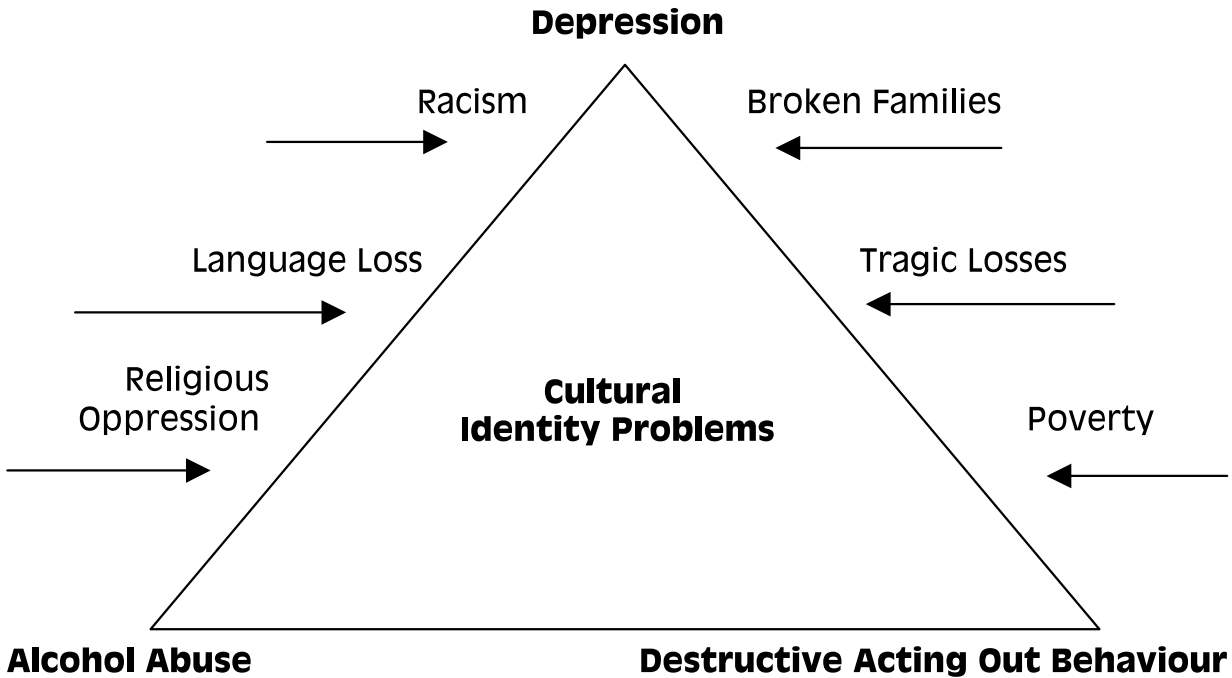 Depression
Racism
Broken Families
Language Loss
Tragic Losses
Religious
Oppression
Cultural
Identity Problems
Poverty
Alcohol Abuse
Destructive Acting Out Behaviour